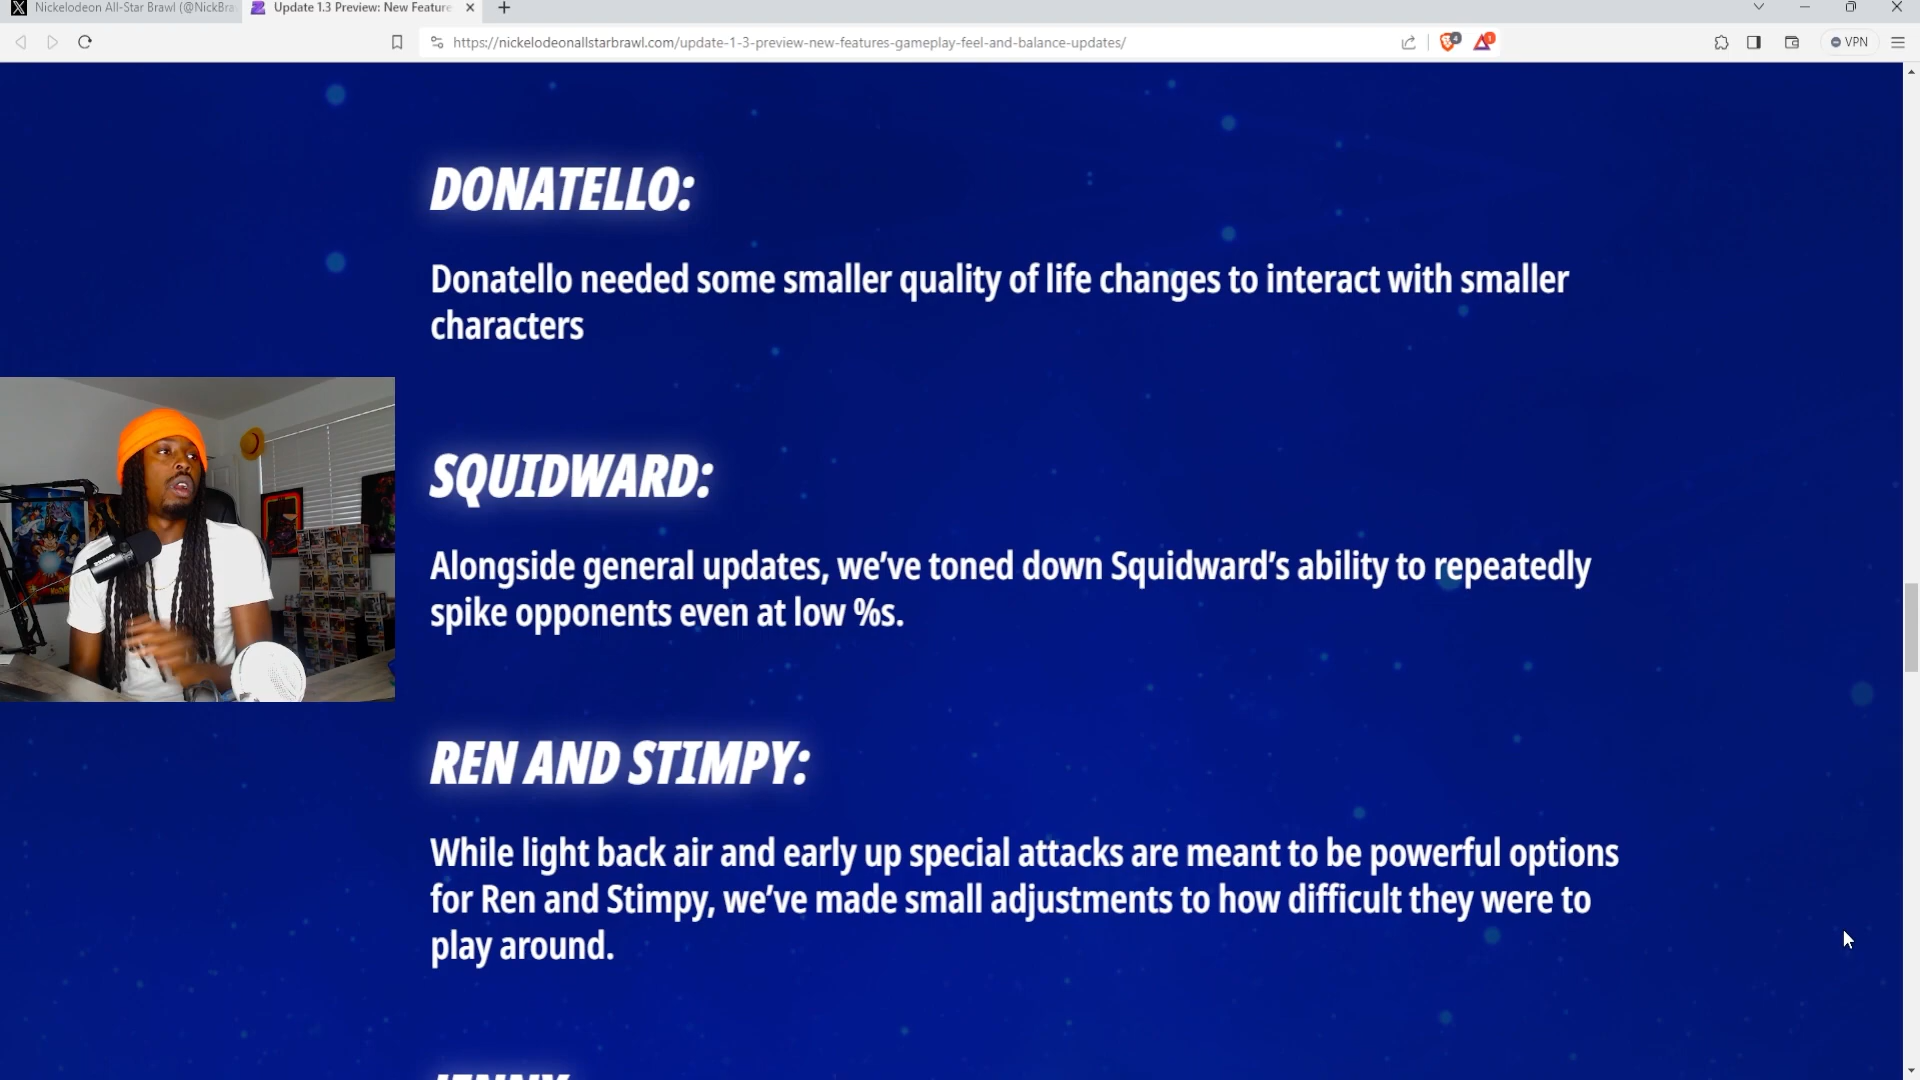 Nickelodeon All-Star Brawl (@NickBra
Update 1.3 Preview: New Feature
https://nickelodeonallstarbrawl.com/update-1-3-preview-new-features-gameplay-feel-and-balance-updates/
4
1
VPN
DONATELLO:
Donatello needed some smaller quality of life changes to interact with smaller
characters
SQUIDWARD:
Alongside general updates, we’ve toned down Squidward’s ability to repeatedly
spike opponents even at low %s.
REN AND STIMPY:
While light back air and early up special attacks are meant to be powerful options
for Ren and Stimpy, we’ve made small adjustments to how difficult they were to
play around.